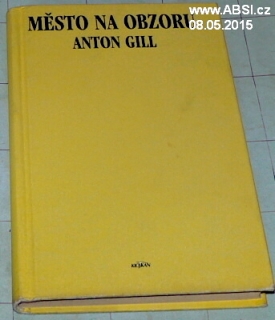 www.ABSI.cz
08.05.2015
MĚSTO NA OBZORU
ANTON GILL